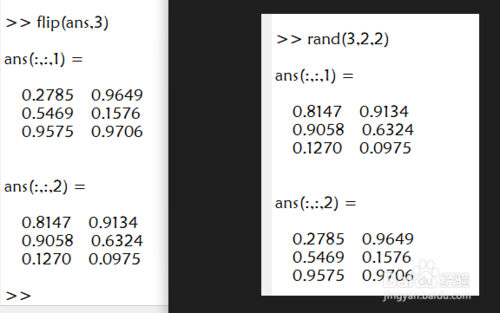 >> flip(ans,3)
ans(:,:,1) =
0.2785 0.9649
0.5469 0.1576
0.9575 0.9706
ans(:,:,2) =
0.8147 0.9134
0.9058 0.6324
0.1270 0.0975
>>
>> rand(3,2,2)
ans(:,:,1) =
0.8147 0.9134
0.9058 0.6324
0.1270 0.0975
ans(:,:,2) =
0.2785 0.9649
0.5469 0.1576
0.9575 0.9706
Baidu 经验
jingyan.baidu.com